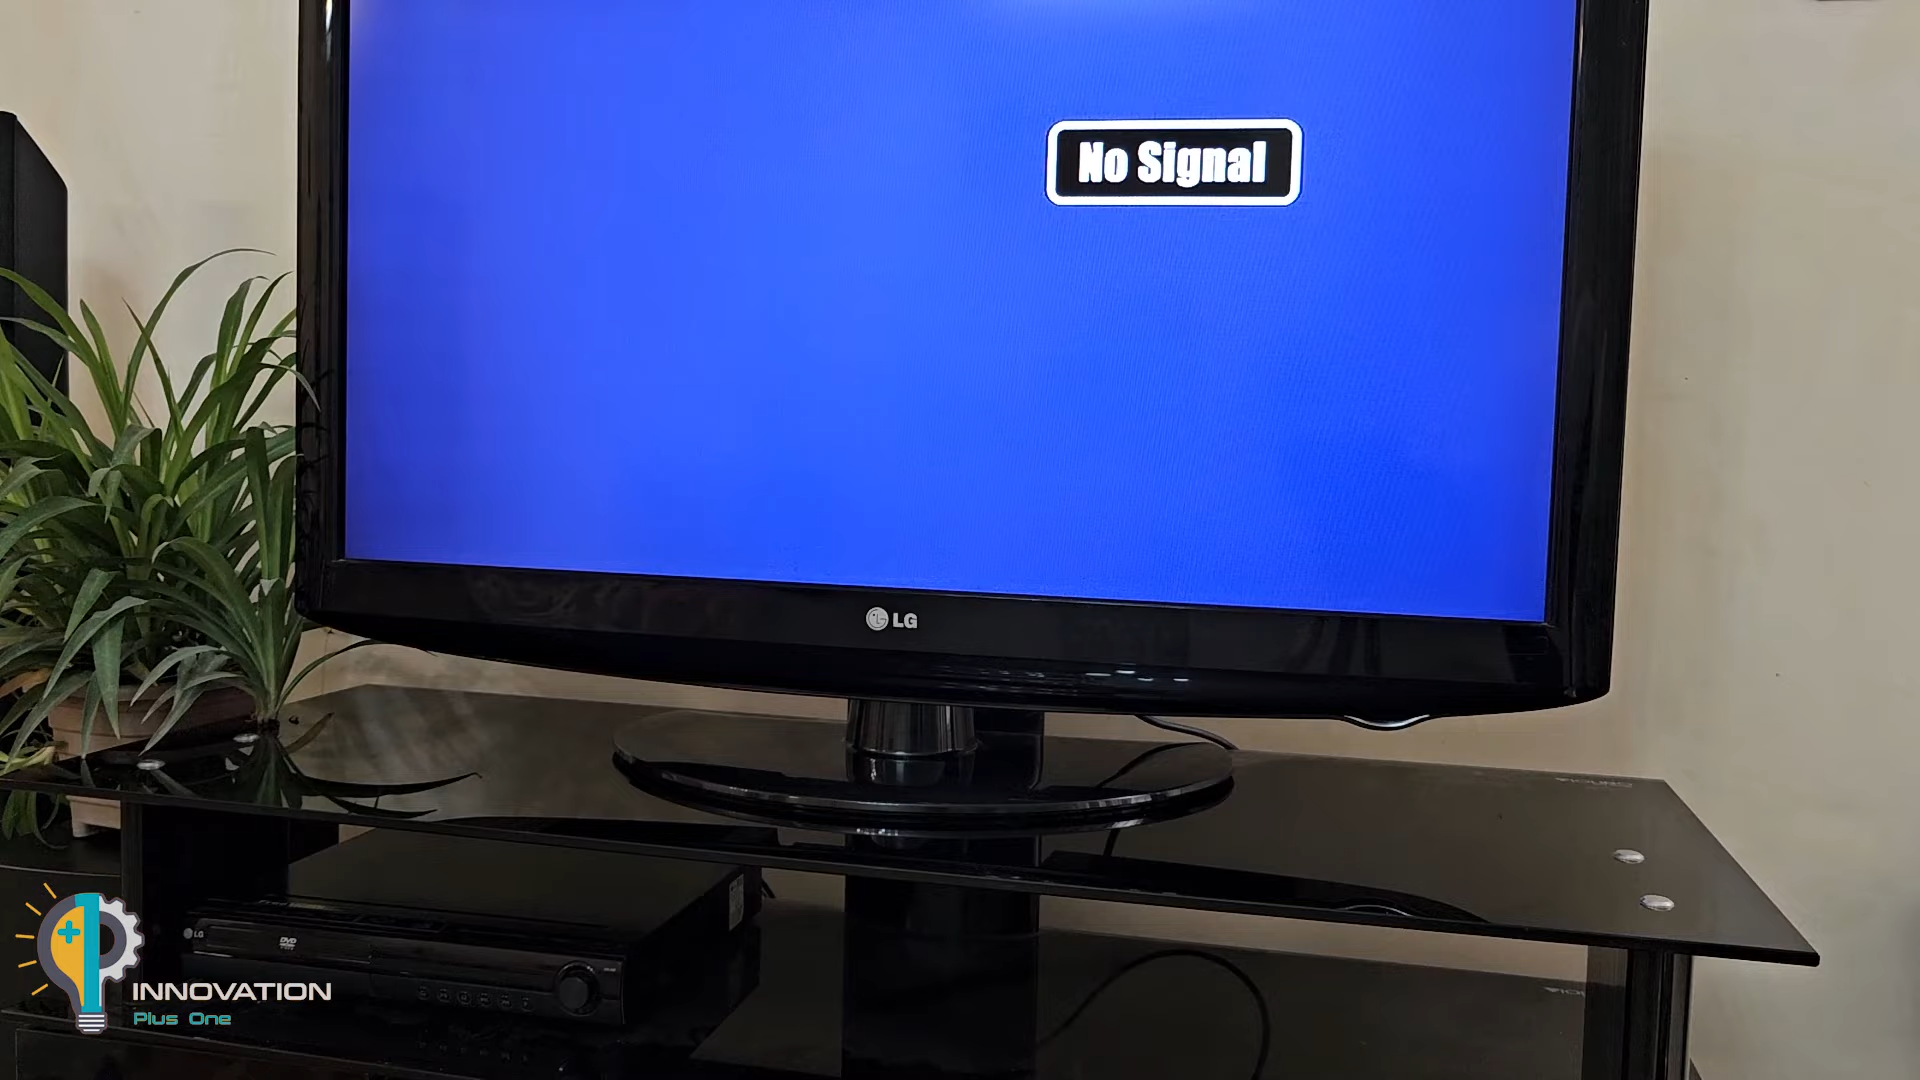 No Signal
LG
LG
DVD
INNOVATION
Plus One